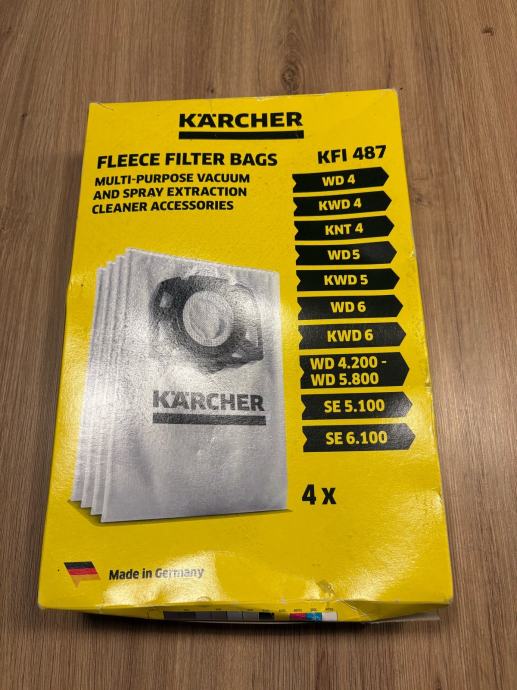 KÄRCHER
FLEECE FILTER BAGS
MULTI-PURPOSE VACUUM
AND SPRAY EXTRACTION
CLEANER ACCESSORIES
KFI 487
WD 4
KWD 4
KNT 4
WD 5
KWD 5
WD 6
KWD 6
WD 4.200 -
WD 5.800
SE 5.100
SE 6.100
KÄRCHER
4 x
Made in Germany